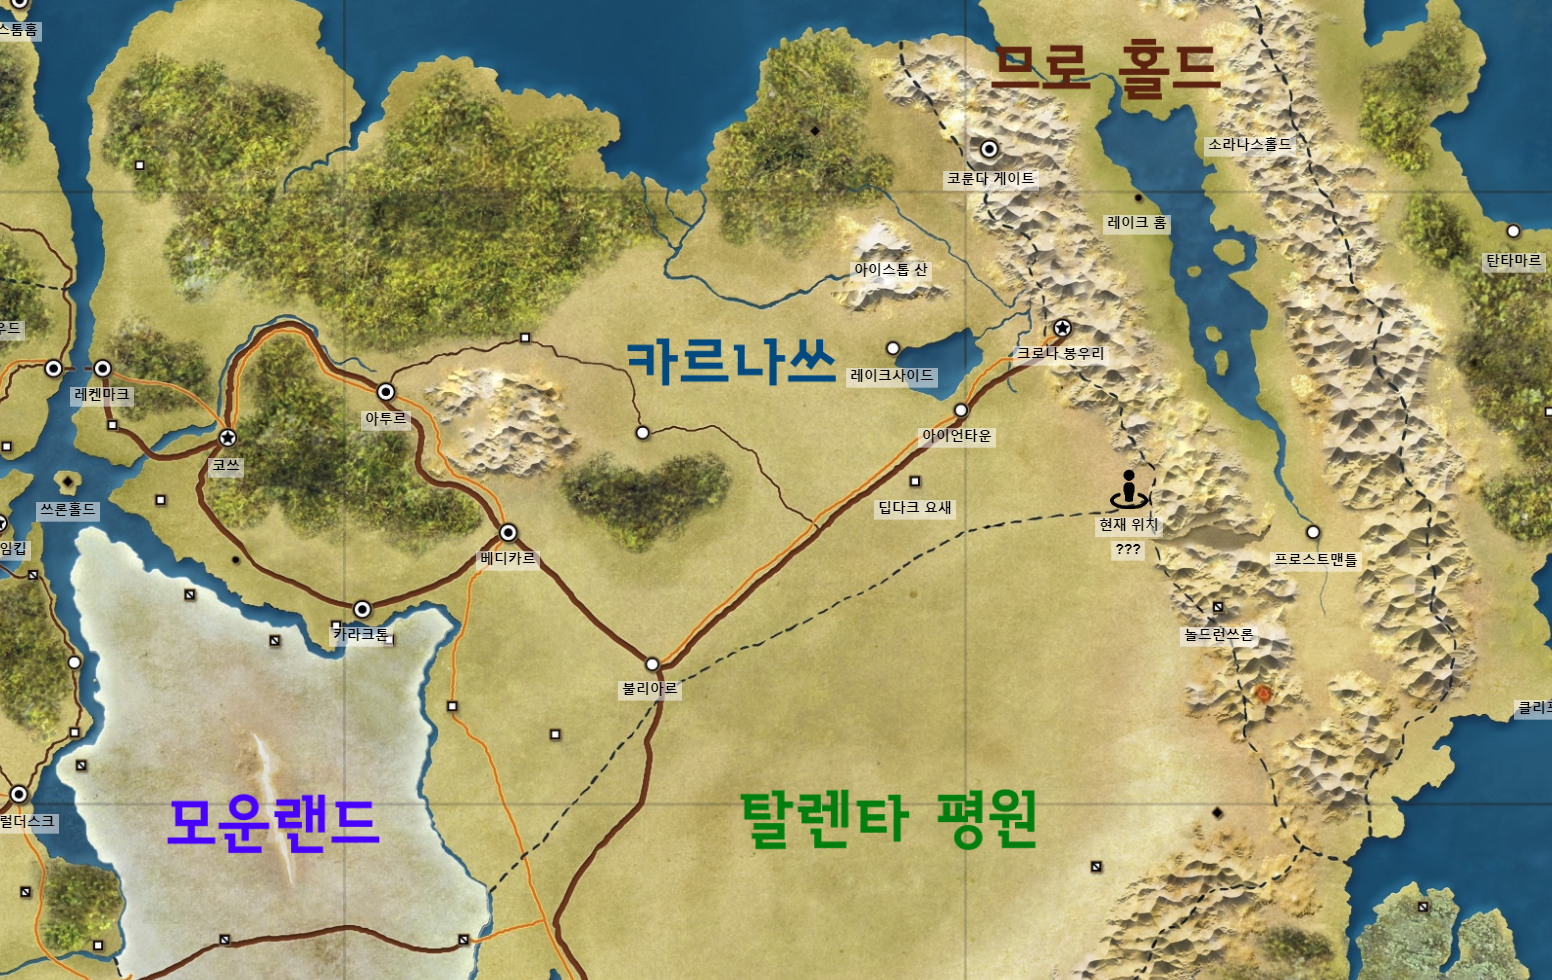 스톰홈
므로 홀드
소라나스홀드
코룬다 게이트
레이크 홈
탄타마르
아이스톱 산
우드
카르나쓰
크로나 봉우리
레이크사이드
레켄마크
아투르
아이언타운
코쓰
쓰론홀드
딥다크 요새
현재 위치
???
임킵
베디카르
프로스트맨틀
카라크톤
놀드런쓰론
불리아르
클리프
럴더스크
모운랜드
탈렌타 평원